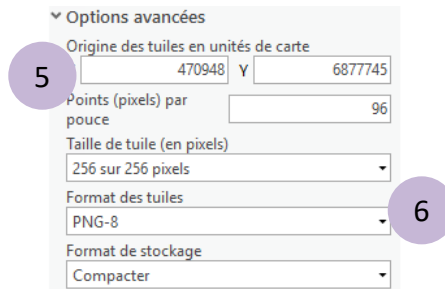 Options avancées
Origine des tuiles en unités de carte
5 470948 Y 6877745
Points (pixels) par pouce 96
Taille de tuile (en pixels)
256 sur 256 pixels
Format des tuiles
PNG-8 6
Format de stockage
Compacter